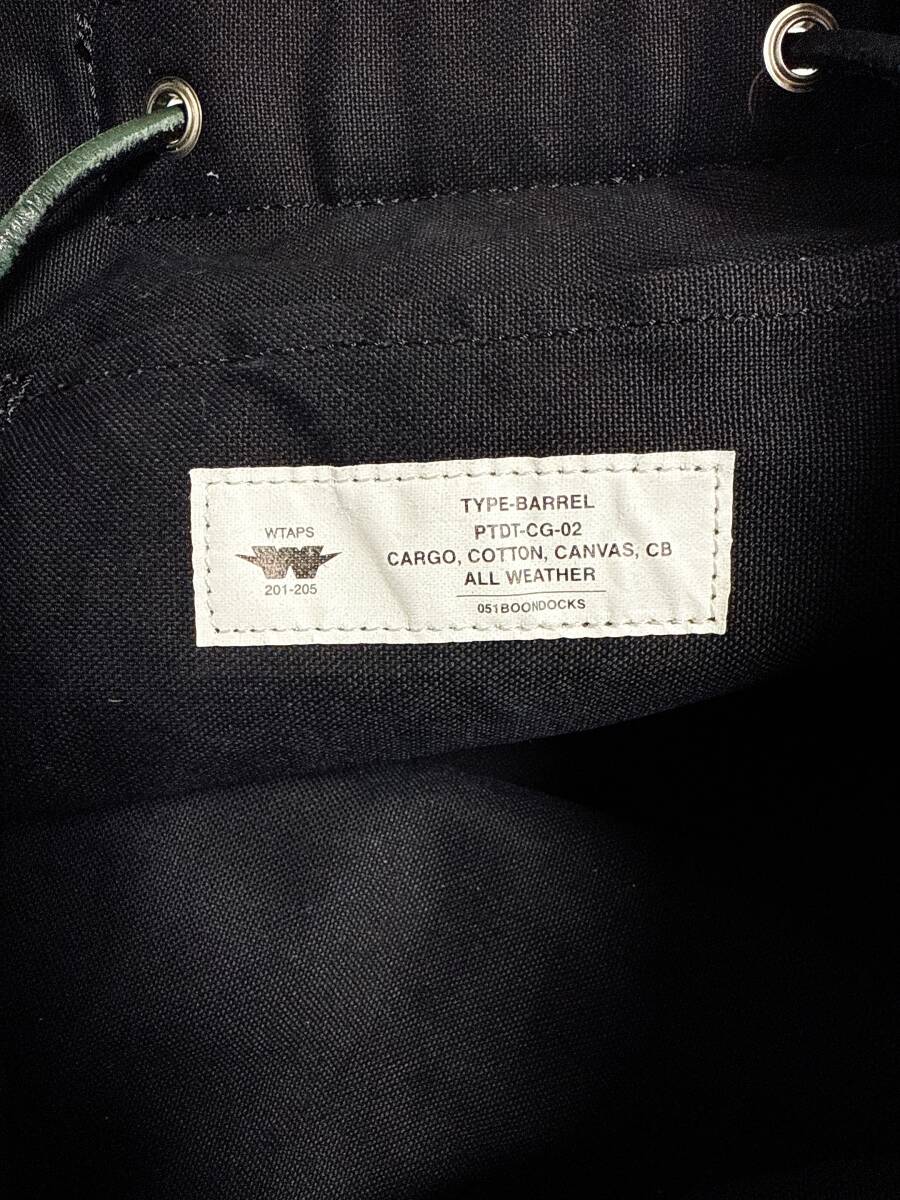 WTAPS
201-205
TYPE-BARREL
PTDT-CG-02
CARGO, COTTON, CANVAS, CB
ALL WEATHER
051BOONDOCKS